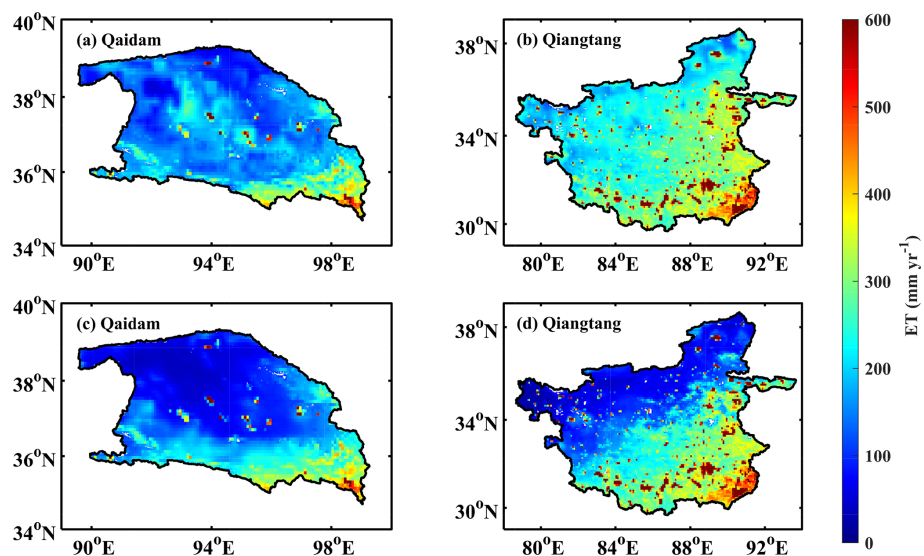 (a) Qaidam
40°N
38°N
36°N
34°N
90°E 94°E 98°E
(b) Qiangtang
38°N
34°N
30°N
80°E 84°E 88°E 92°E
(c) Qaidam
40°N
38°N
36°N
34°N
90°E 94°E 98°E
(d) Qiangtang
38°N
34°N
30°N
80°E 84°E 88°E 92°E
600
500
400
300
200
100
0
ET (mm yr⁻¹)